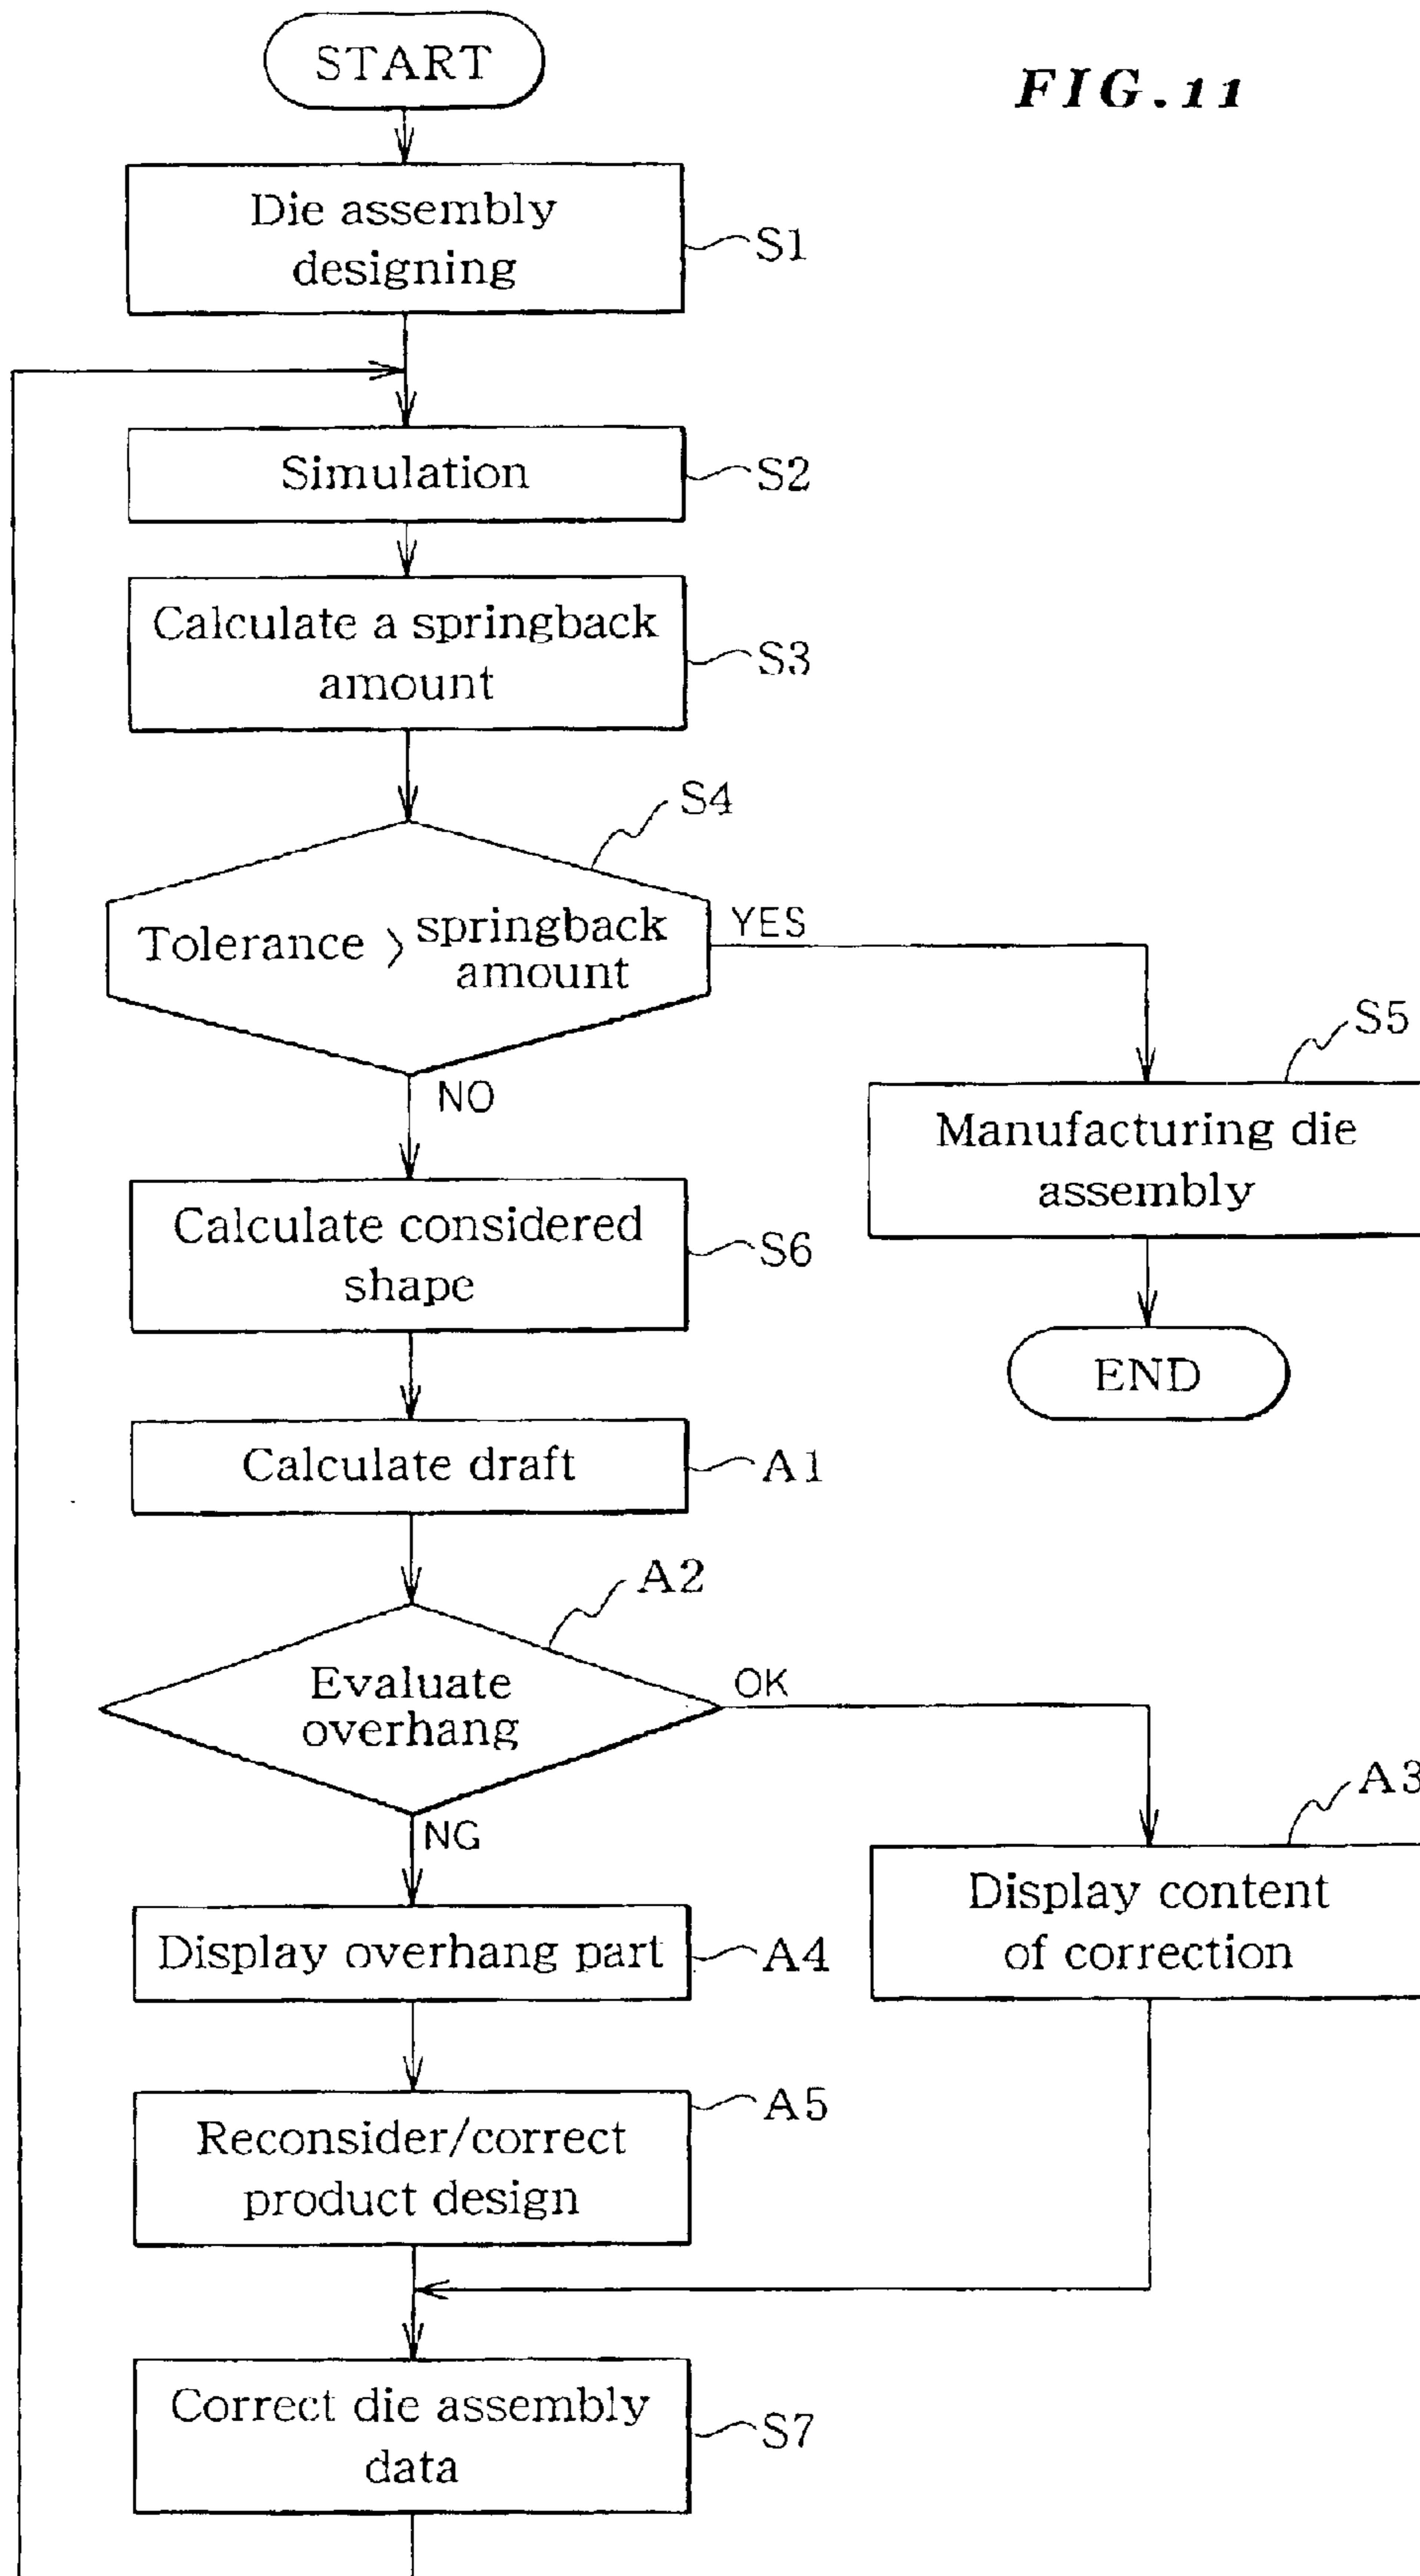 START
FIG.11
Die assembly
designing
S1
Simulation
S2
Calculate a springback
amount
S3
S4
Tolerance > springback
amount
YES
NO
S5
Manufacturing die
assembly
END
Calculate considered
shape
S6
Calculate draft
A1
A2
Evaluate
overhang
OK
NG
A3
Display content
of correction
Display overhang part
A4
Reconsider/correct
product design
A5
Correct die assembly
data
S7